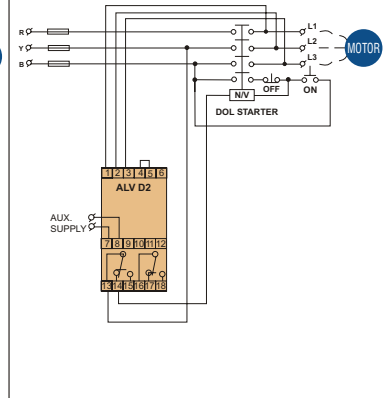 R
Y
B
L1
L2
L3
MOTOR
OFF
ON
N/V
DOL STARTER
1 2 3 4 5 6
ALV D2
AUX.
SUPPLY
7 8 9 10 11 12
13 14 15 16 17 18